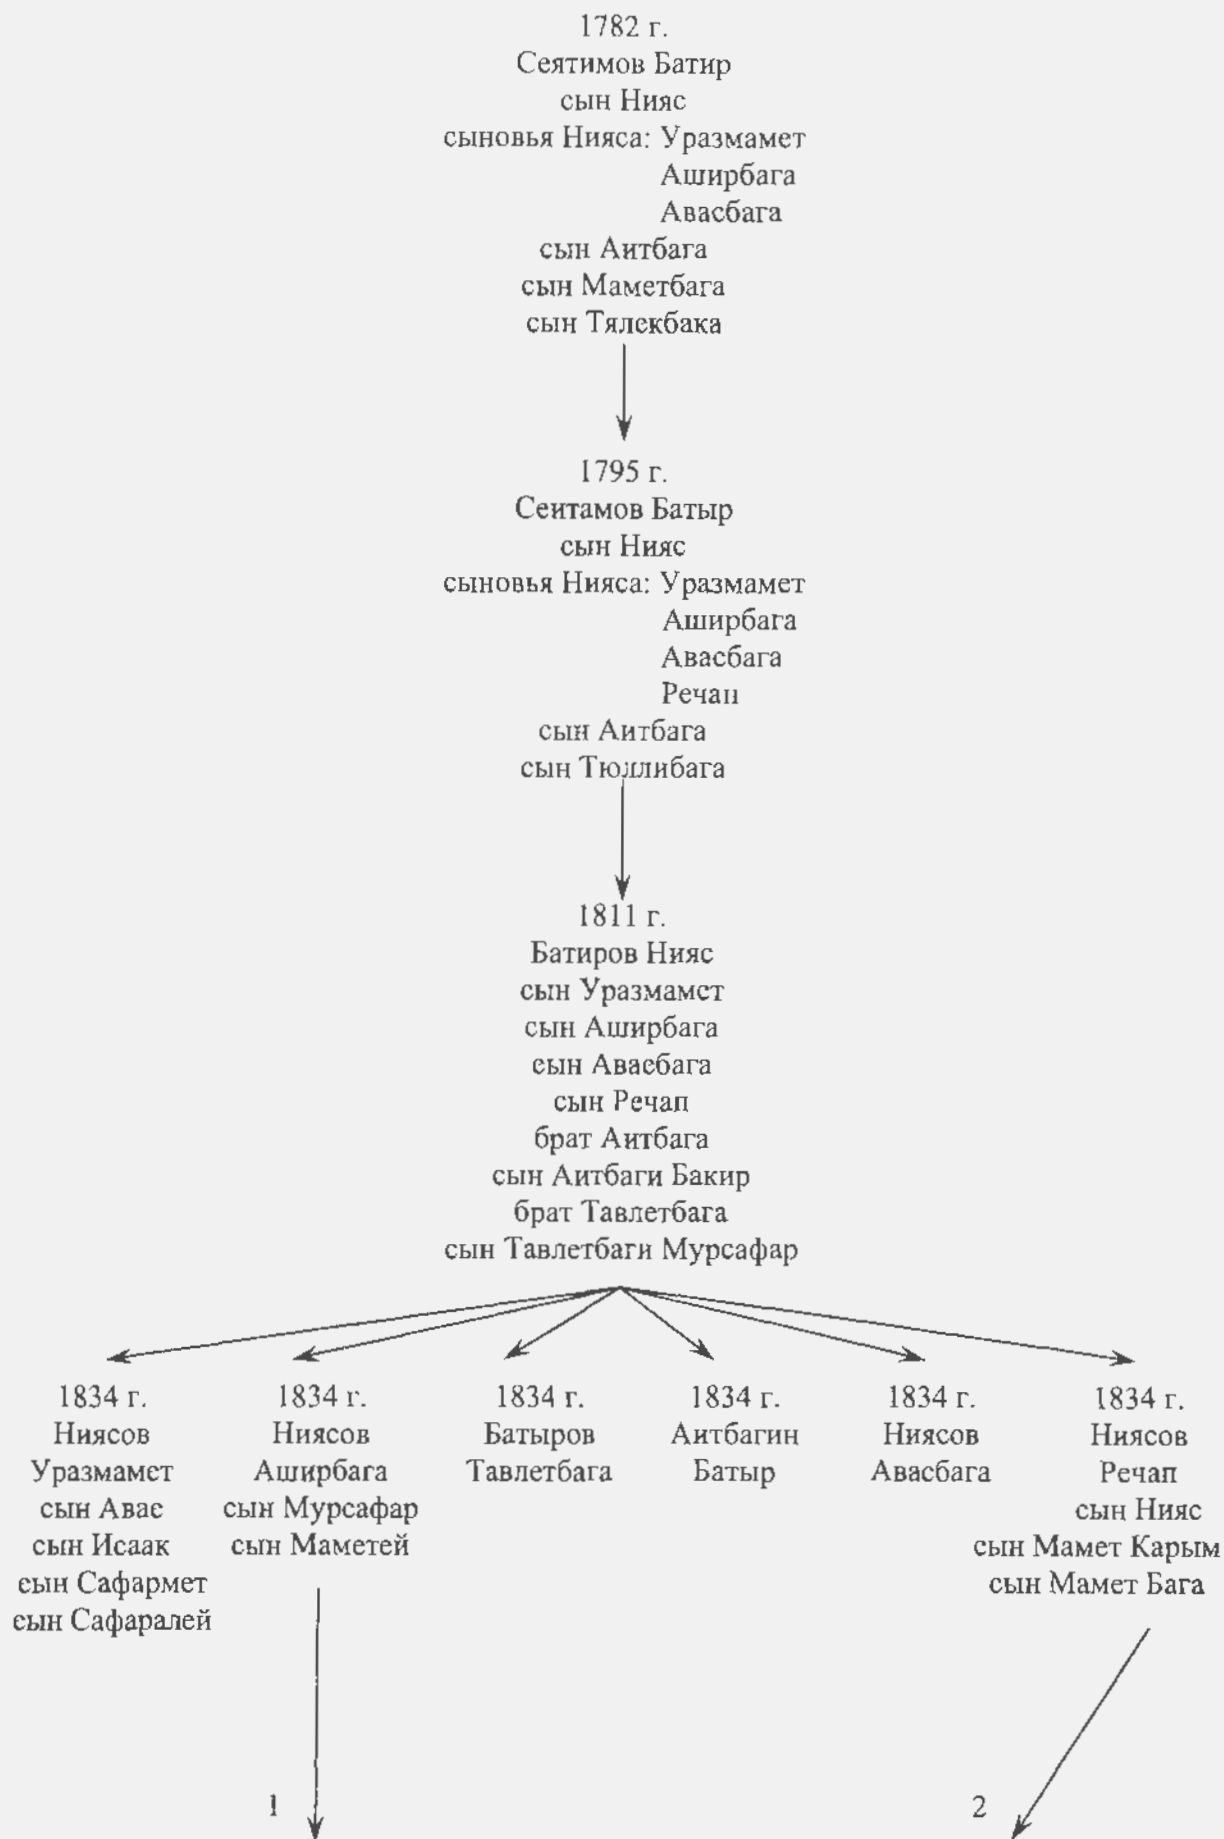 1782 г.
Сеятимов Батир
сын Нияс
сыновья Нияса: Уразмамет
Аширбага
Авасбага
сын Аитбага
сын Маметбага
сын Тялекбака
1795 г.
Сеитамов Батыр
сын Нияс
сыновья Нияса: Уразмамет
Аширбага
Авасбага
Речап
сын Аитбага
сын Тюллибага
1811 г.
Батиров Нияс
сын Уразмамет
сын Аширбага
сын Авасбага
сын Речап
брат Аитбага
сын Аитбаги Бакир
брат Тавлетбага
сын Тавлетбаги Мурсафар
1834 г.
Ниясов
Уразмамет
сын Авас
сын Исаак
сын Сафармет
сын Сафаралей
1834 г.
Ниясов
Аширбага
сын Мурсафар
сын Маметей
1834 г.
Батыров
Тавлетбага
1834 г.
Аитбагин
Батыр
1834 г.
Ниясов
Авасбага
1834 г.
Ниясов
Речап
сын Нияс
сын Мамет Карым
сын Мамет Бага
1
2